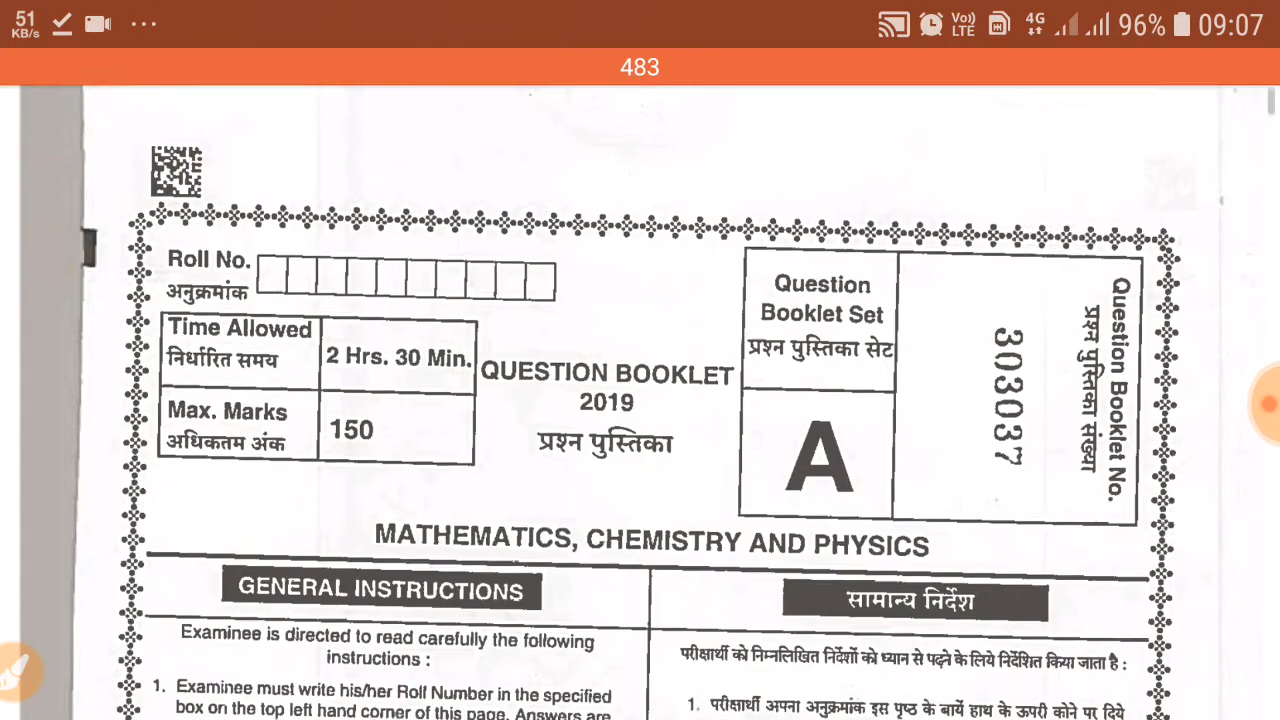 51
KB/s
...
Vo))
LTE
4G
96%
09:07
483
Roll No.
अनुक्रमांक
Time Allowed
निर्धारित समय
2 Hrs. 30 Min.
Max. Marks
अधिकतम अंक
150
QUESTION BOOKLET
2019
प्रश्न पुस्तिका
Question
Booklet Set
प्रश्न पुस्तिका सेट
A
Question Booklet No.
प्रश्न पुस्तिका संख्या
303037
MATHEMATICS, CHEMISTRY AND PHYSICS
GENERAL INSTRUCTIONS
Examinee is directed to read carefully the following
instructions :
1. Examinee must write his/her Roll Number in the specified
box on the top left hand corner of this page. Answers are
सामान्य निर्देश
परीक्षार्थी को निम्नलिखित निर्देशों को ध्यान से पढ़ने के लिये निर्देशित किया जाता है :
1. परीक्षार्थी अपना अनुक्रमांक इस पृष्ठ के बायें हाथ के ऊपरी कोने पर दिये